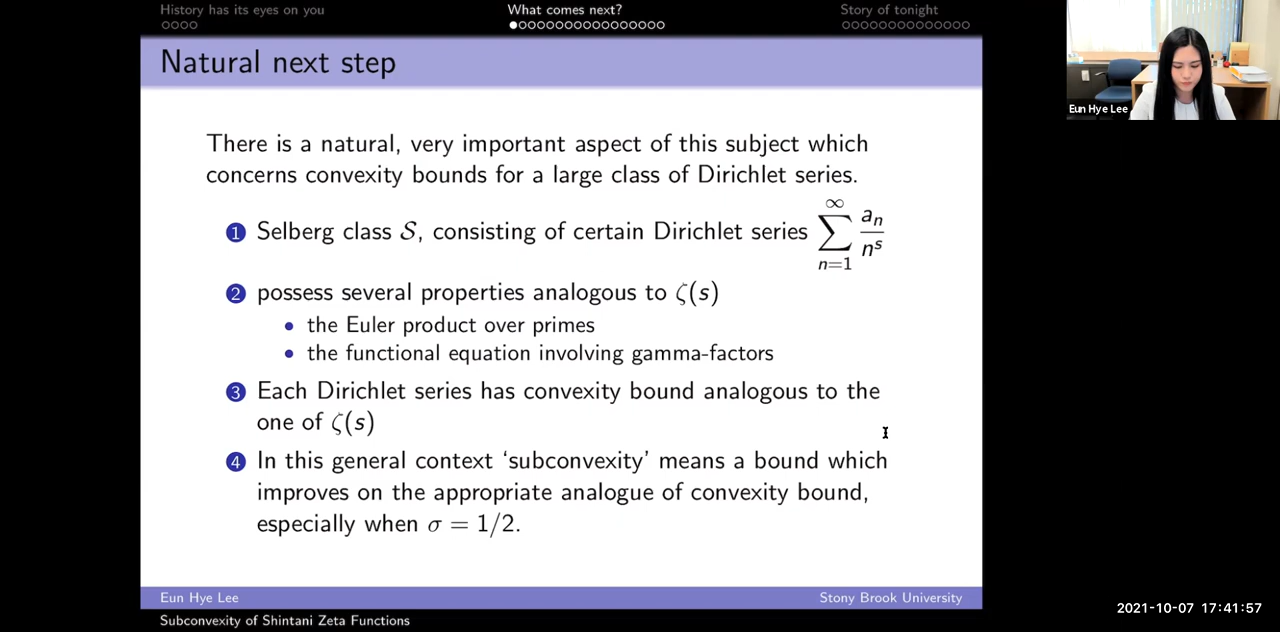 History has its eyes on you
What comes next?
Story of tonight
Natural next step
There is a natural, very important aspect of this subject which
concerns convexity bounds for a large class of Dirichlet series.
1 Selberg class 𝒮, consisting of certain Dirichlet series ∑_{n=1}^{∞} a_n/n^s
2 possess several properties analogous to ζ(s)
• the Euler product over primes
• the functional equation involving gamma-factors
3 Each Dirichlet series has convexity bound analogous to the
one of ζ(s)
4 In this general context ‘subconvexity’ means a bound which
improves on the appropriate analogue of convexity bound,
especially when σ = 1/2.
Eun Hye Lee
Stony Brook University
Subconvexity of Shintani Zeta Functions
Eun Hye Lee
2021-10-07 17:41:57